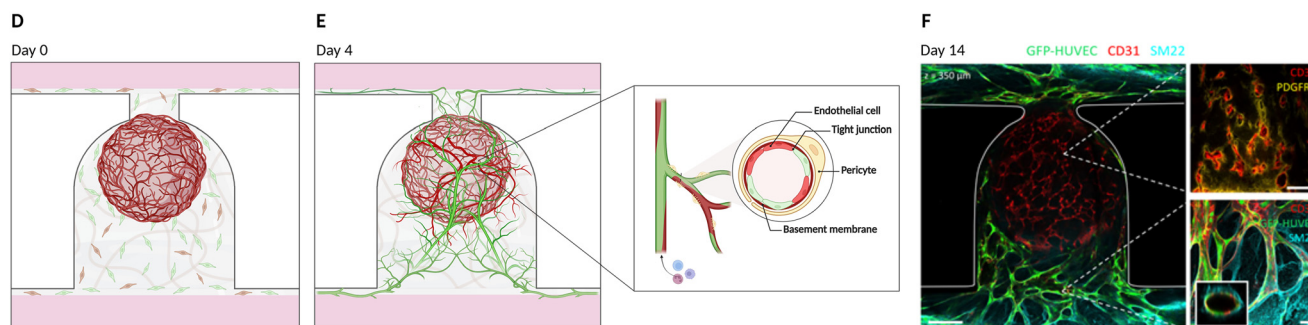 D
E
F
Day 0
Day 4
Day 14
GFP-HUVEC CD31 SM22
z = 350 μm
Endothelial cell
Tight junction
Pericyte
Basement membrane